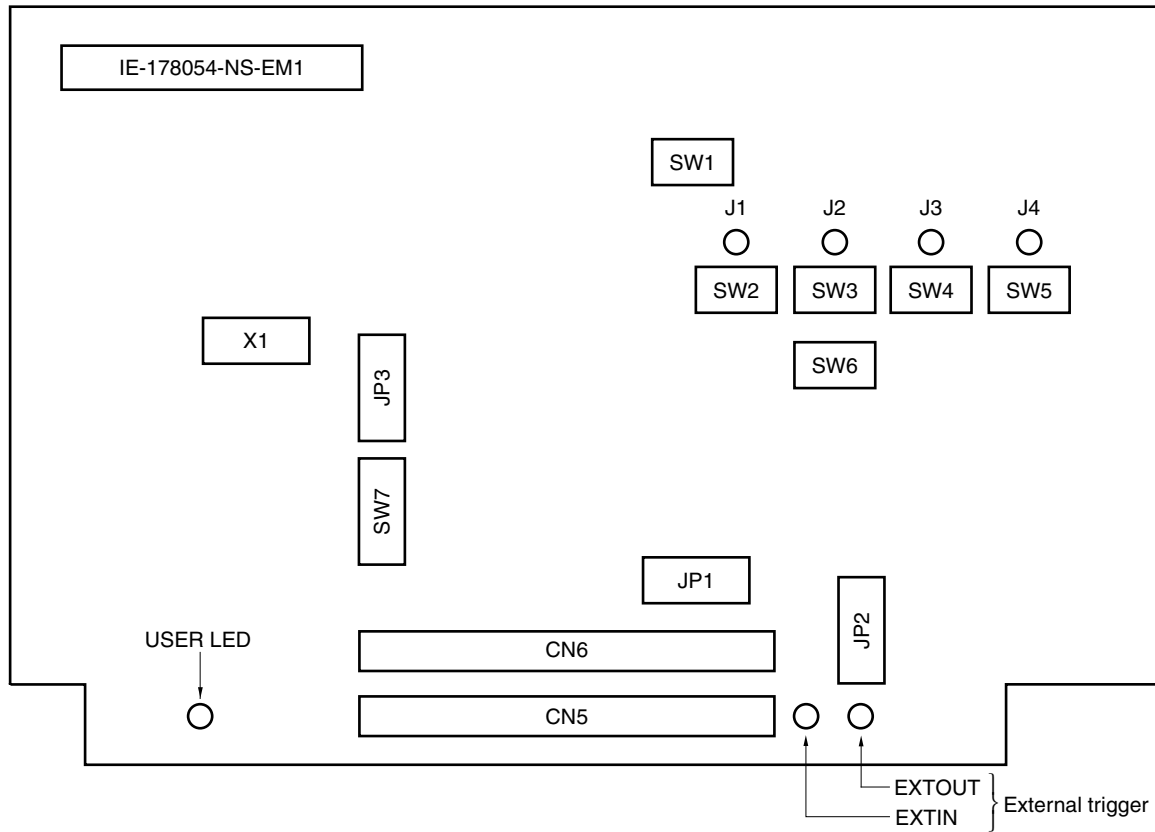 IE-178054-NS-EM1
SW1
J1 J2 J3 J4
SW2 SW3 SW4 SW5
X1
JP3
SW6
SW7
JP1
JP2
USER LED
CN6
CN5
EXTOUT
EXTIN
External trigger